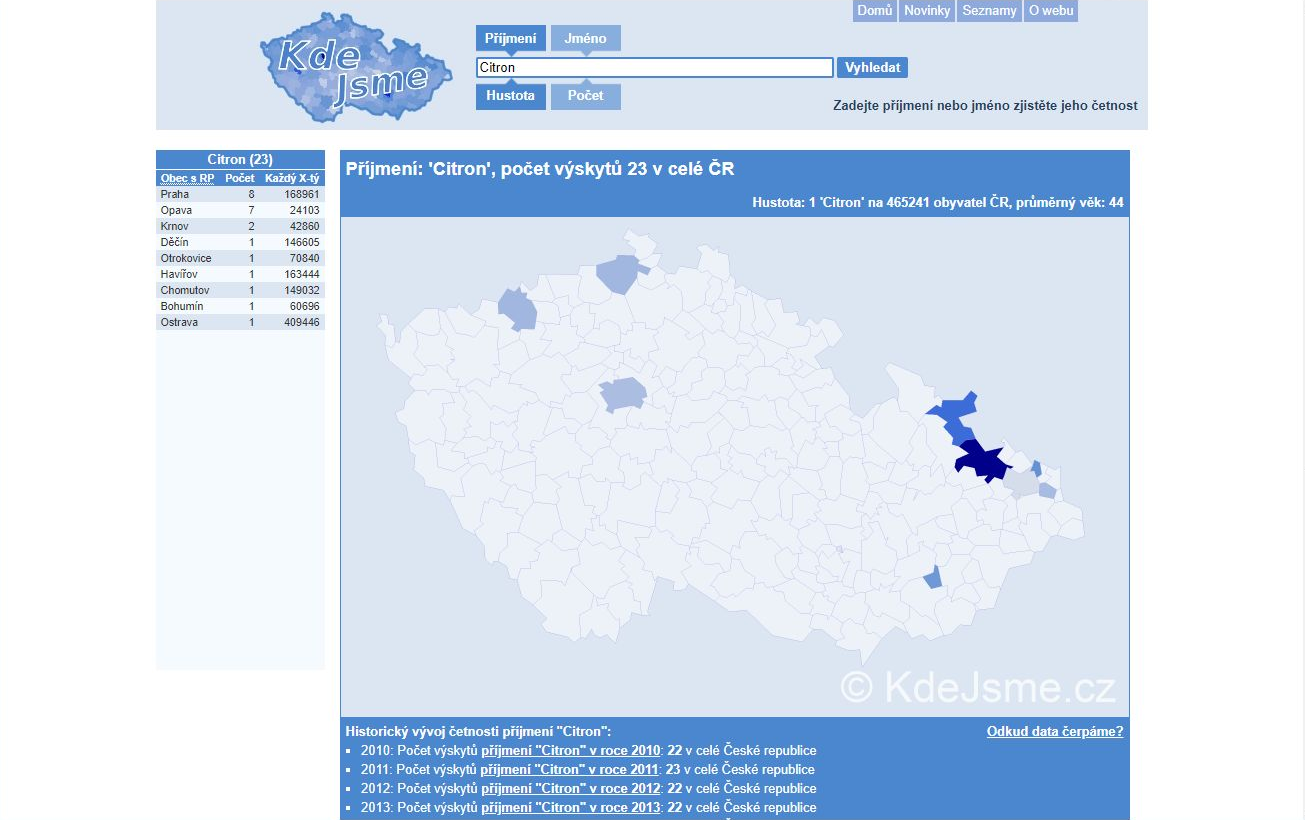 Domů Novinky Seznamy O webu
Kde
Jsme
Příjmení Jméno
Citron Vyhledat
Hustota Počet
Zadejte příjmení nebo jméno zjistěte jeho četnost
Citron (23)
Obec s RP Počet Každý X-tý
Praha 8 168961
Opava 7 24103
Krnov 2 42860
Děčín 1 146605
Otrokovice 1 70840
Havířov 1 163444
Chomutov 1 149032
Bohumín 1 60696
Ostrava 1 409446
Příjmení: 'Citron', počet výskytů 23 v celé ČR
Hustota: 1 'Citron' na 465241 obyvatel ČR, průměrný věk: 44
© KdeJsme.cz
Historický vývoj četnosti příjmení "Citron": Odkud data čerpáme?
▪ 2010: Počet výskytů příjmení "Citron" v roce 2010: 22 v celé České republice
▪ 2011: Počet výskytů příjmení "Citron" v roce 2011: 23 v celé České republice
▪ 2012: Počet výskytů příjmení "Citron" v roce 2012: 22 v celé České republice
▪ 2013: Počet výskytů příjmení "Citron" v roce 2013: 22 v celé České republice